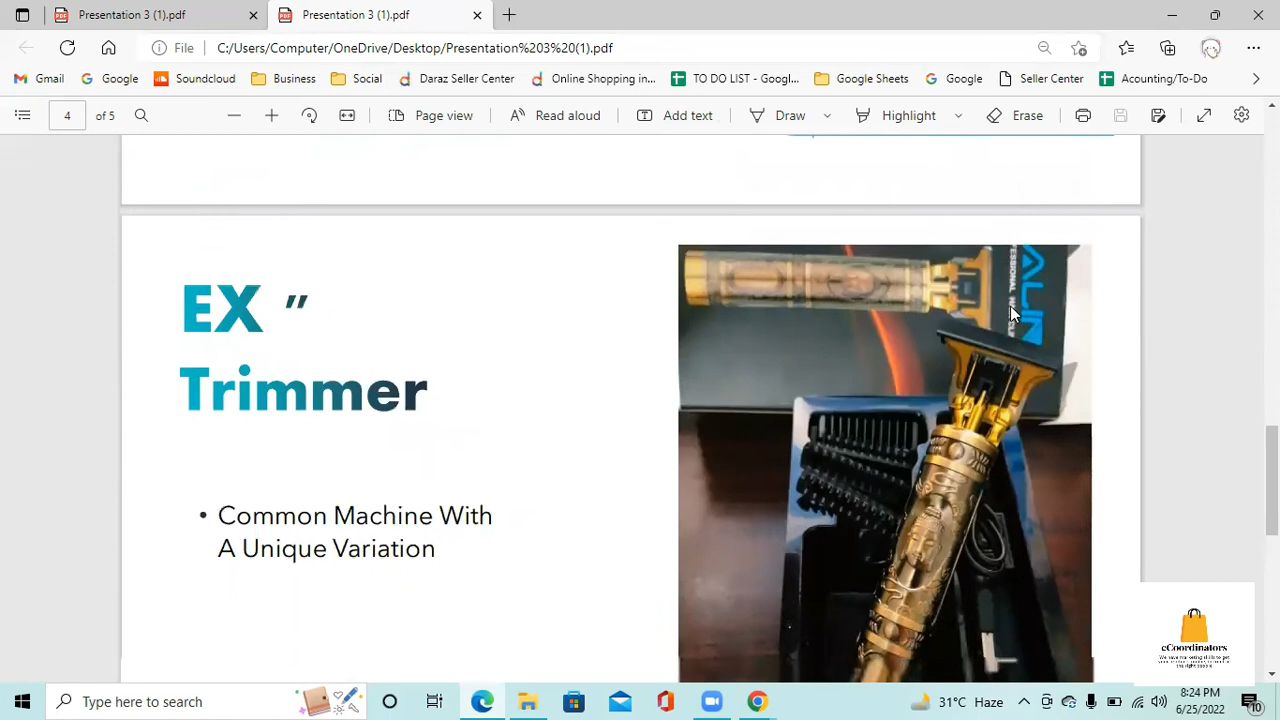 Presentation 3 (1).pdf
Presentation 3 (1).pdf
File
C:/Users/Computer/OneDrive/Desktop/Presentation%203%20(1).pdf
Gmail
Google
Soundcloud
Business
Social
Daraz Seller Center
Online Shopping in...
TO DO LIST - Googl...
Google Sheets
Google
Seller Center
Acounting/To-Do
4 of 5
Page view
Read aloud
Add text
Draw
Highlight
Erase
EX ”
Trimmer
• Common Machine With
A Unique Variation
eCoordinators
Type here to search
31°C Haze
8:24 PM
6/25/2022
10